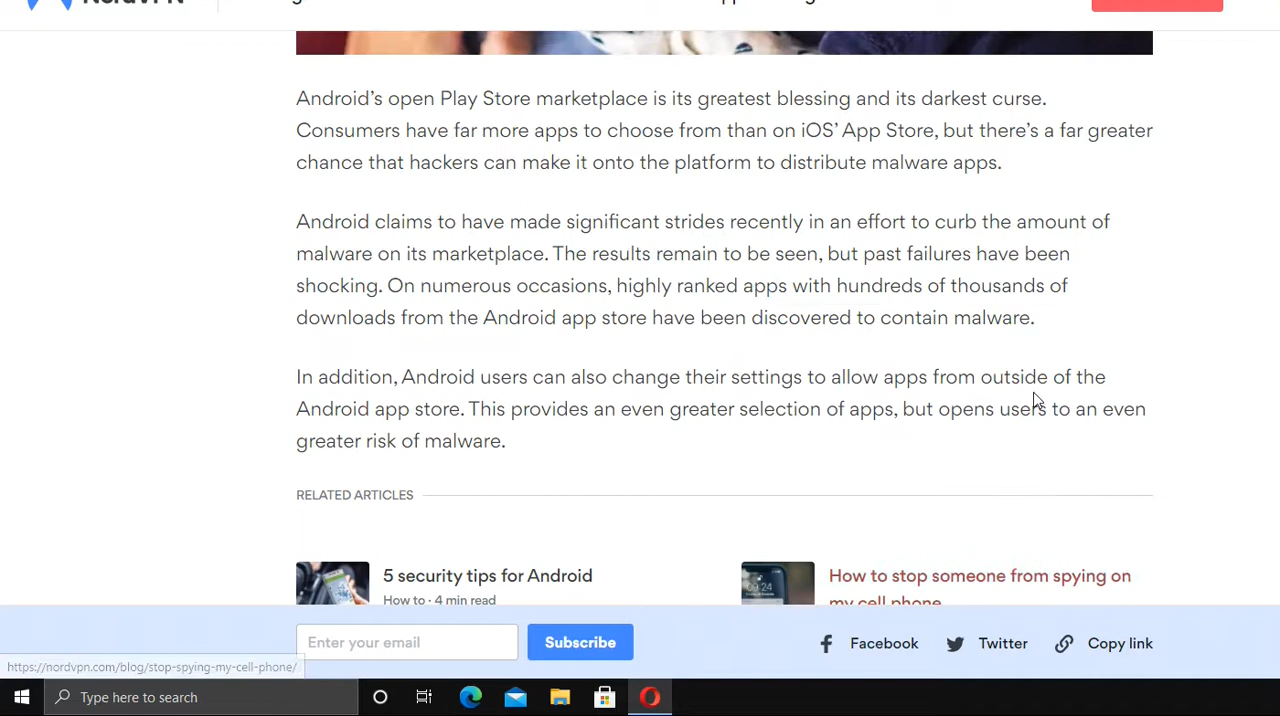 Android's open Play Store marketplace is its greatest blessing and its darkest curse.
Consumers have far more apps to choose from than on iOS' App Store, but there's a far greater
chance that hackers can make it onto the platform to distribute malware apps.
Android claims to have made significant strides recently in an effort to curb the amount of
malware on its marketplace. The results remain to be seen, but past failures have been
shocking. On numerous occasions, highly ranked apps with hundreds of thousands of
downloads from the Android app store have been discovered to contain malware.
In addition, Android users can also change their settings to allow apps from outside of the
Android app store. This provides an even greater selection of apps, but opens users to an even
greater risk of malware.
RELATED ARTICLES
5 security tips for Android
How to · 4 min read
How to stop someone from spying on
my cell phone
Enter your email
Subscribe
Facebook
Twitter
Copy link
https://nordvpn.com/blog/stop-spying-my-cell-phone/
Type here to search